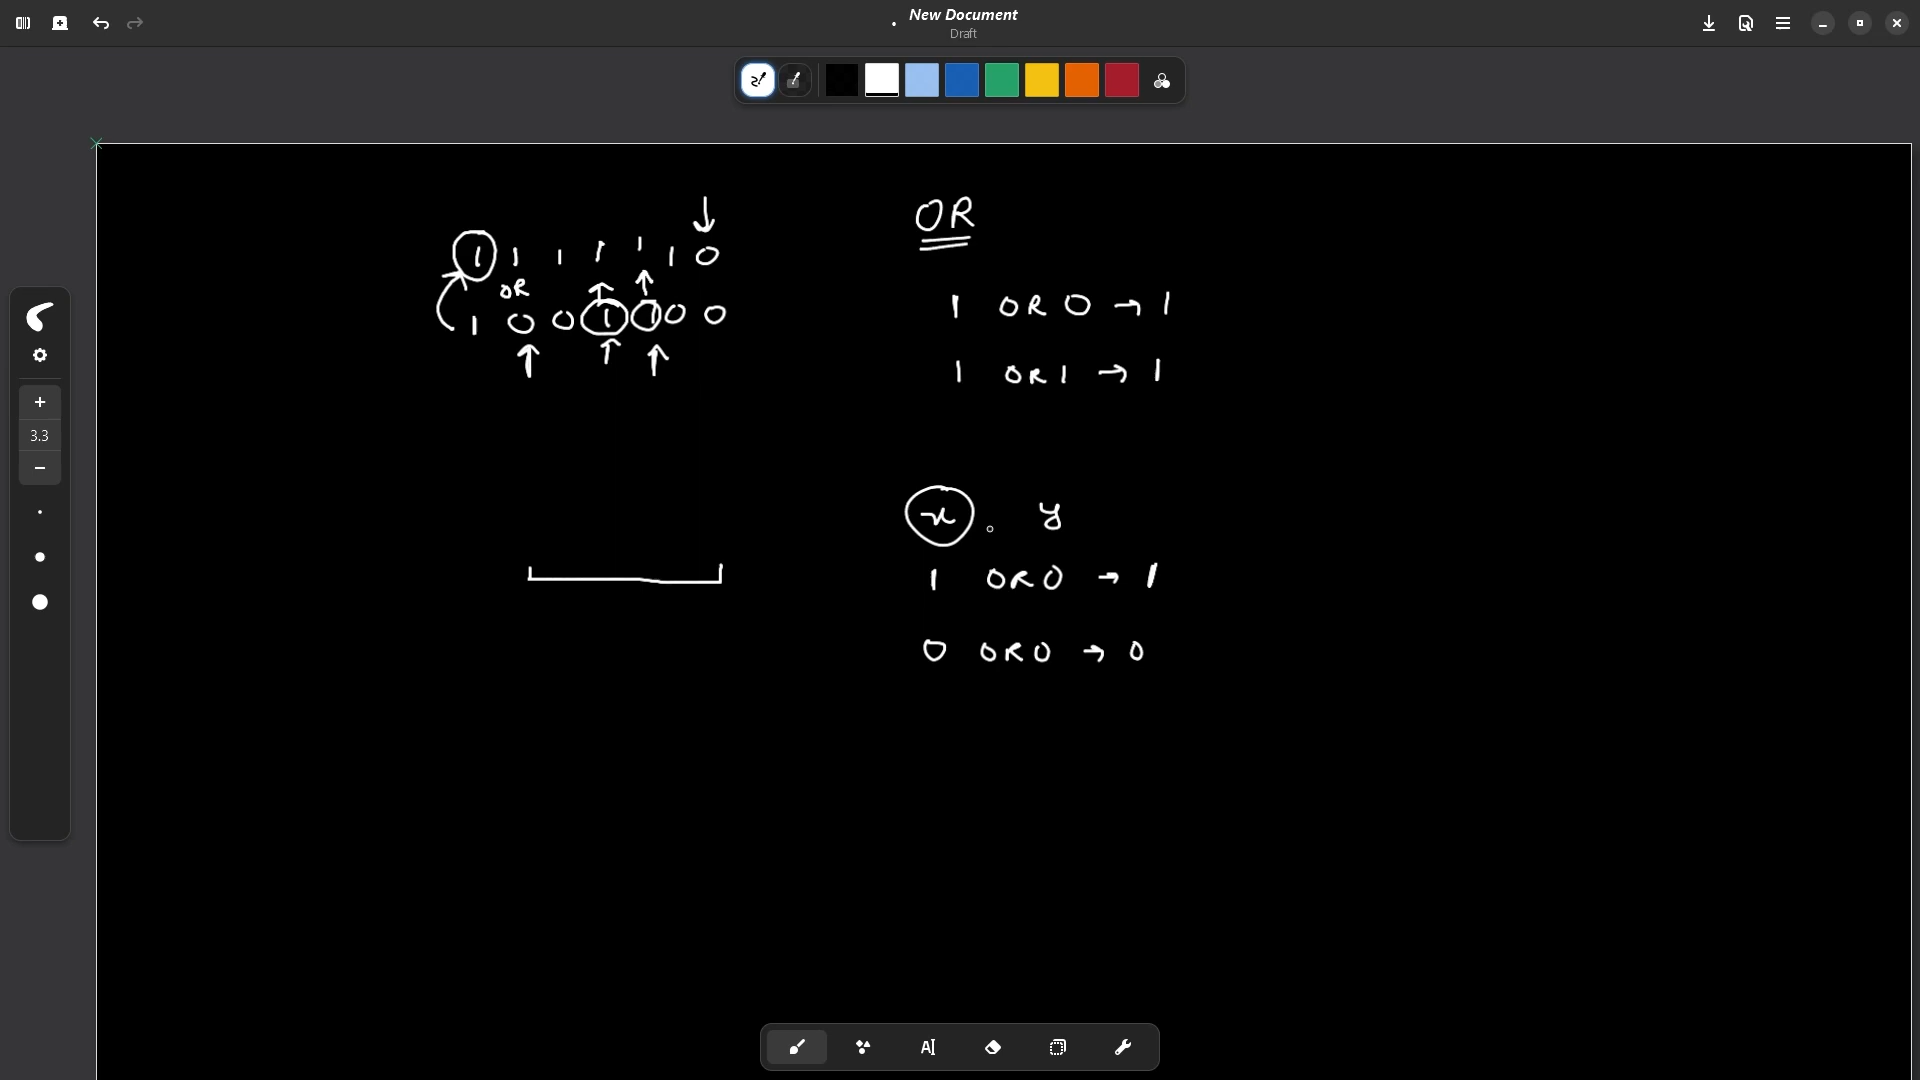 New Document
Draft
3.3
1 1 1 1 1 1 0
OR
1 0 0 1 1 0 0
OR
1 OR 0 → 1
1 OR 1 → 1
x . y
1 OR 0 → 1
0 OR 0 → 0